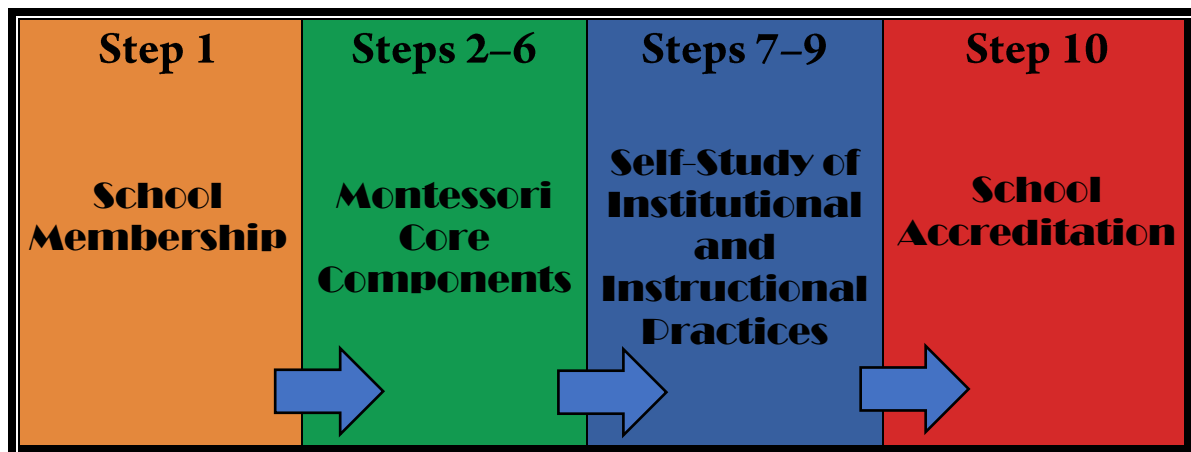 Step 1
School
Membership
Steps 2–6
Montessori
Core
Components
Steps 7–9
Self-Study of
Institutional
and
Instructional
Practices
Step 10
School
Accreditation